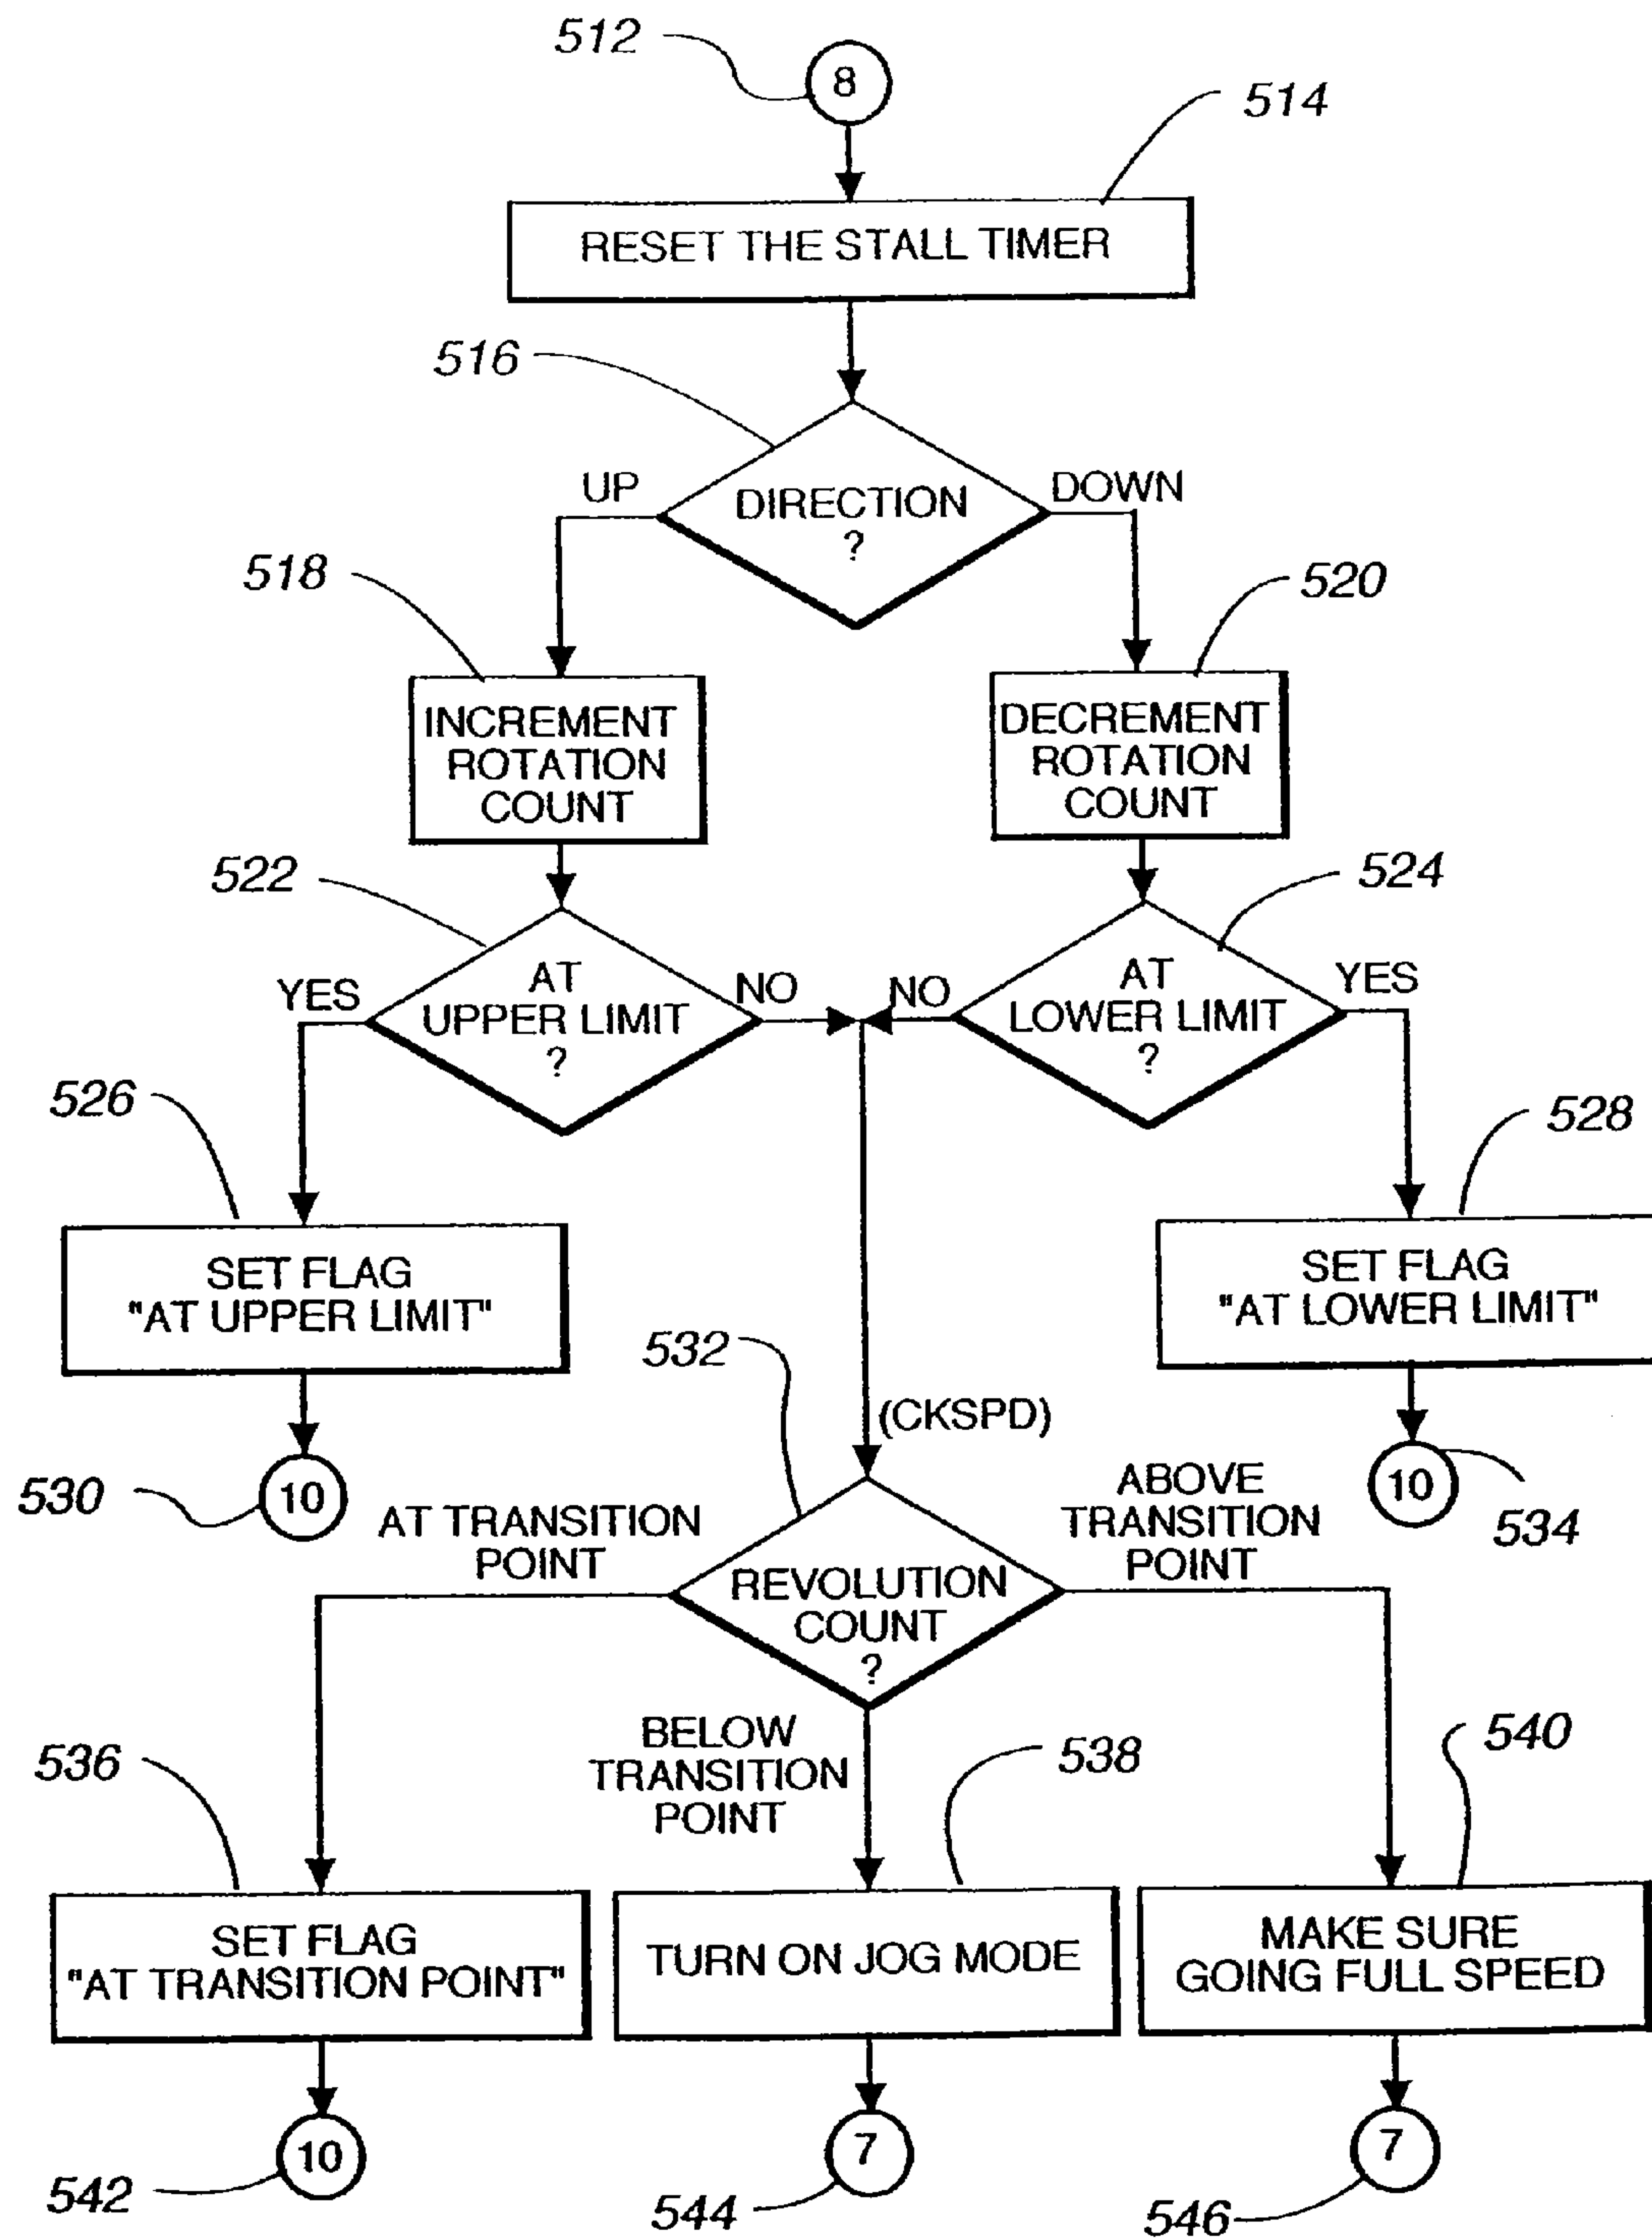 512
8
514
RESET THE STALL TIMER
516
UP
DIRECTION
?
DOWN
518
520
INCREMENT
ROTATION
COUNT
DECREMENT
ROTATION
COUNT
522
524
YES
AT
UPPER LIMIT
?
NO
NO
AT
LOWER LIMIT
?
YES
526
528
SET FLAG
"AT UPPER LIMIT"
SET FLAG
"AT LOWER LIMIT"
532
(CKSPD)
530
10
10
534
AT TRANSITION
POINT
REVOLUTION
COUNT
?
ABOVE
TRANSITION
POINT
BELOW
TRANSITION
POINT
536
538
540
SET FLAG
"AT TRANSITION POINT"
TURN ON JOG MODE
MAKE SURE
GOING FULL SPEED
10
7
7
542
544
546